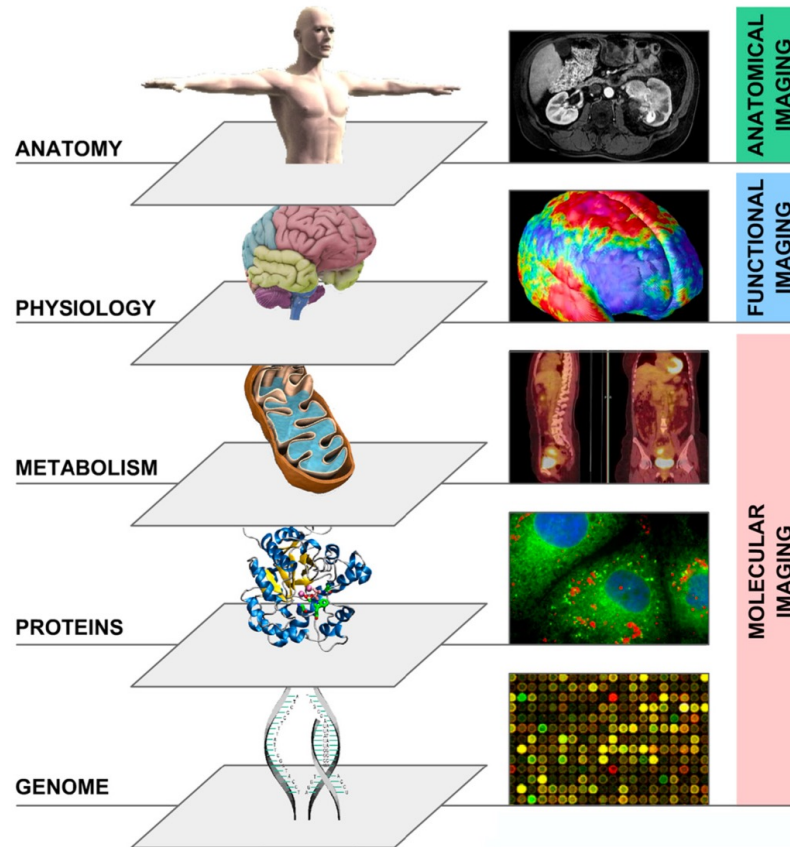 ANATOMY
ANATOMICAL
IMAGING
PHYSIOLOGY
FUNCTIONAL
IMAGING
METABOLISM
PROTEINS
MOLECULAR
IMAGING
GENOME